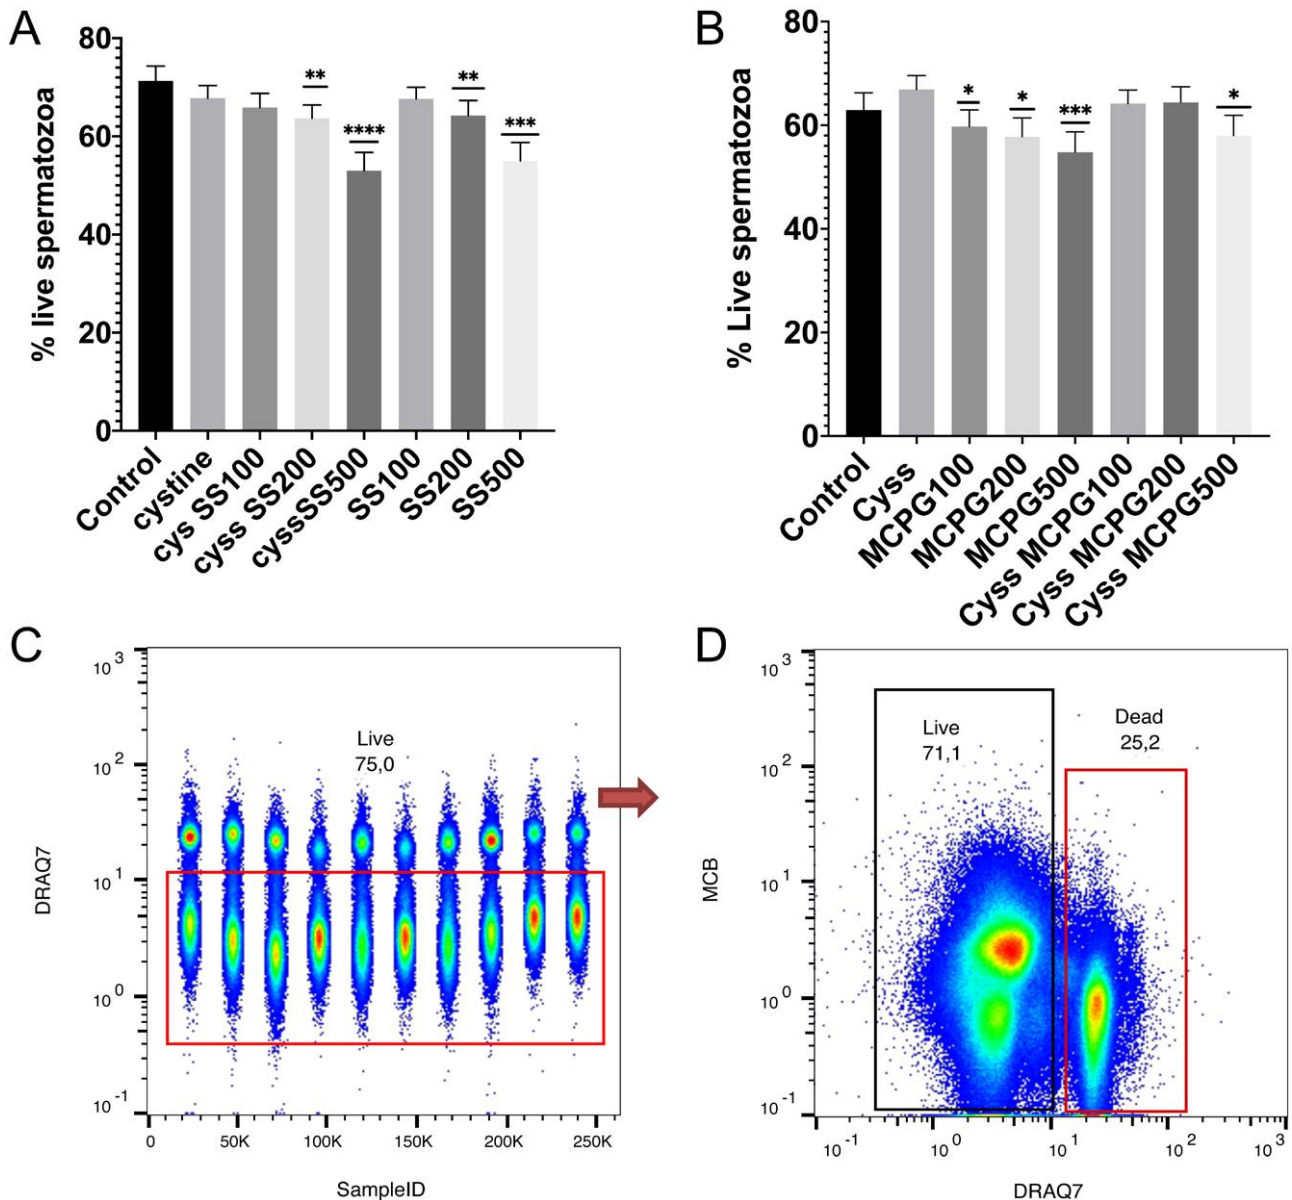 A
% live spermatozoa
80
60
40
20
0
**
****
**
***
Control
cystine
cys SS100
cyss SS200
cyssSS500
SS100
SS200
SS500
B
% Live spermatozoa
80
60
40
20
0
*
*
***
*
Control
Cyss
MCPG100
MCPG200
MCPG500
Cyss MCPG100
Cyss MCPG200
Cyss MCPG500
C
DRAQ7
10 3
10 2
10 1
10 0
10 -1
Live
75,0
0 50K 100K 150K 200K 250K
SampleID
D
MCB
10 3
10 2
10 1
10 0
10 -1
Live
71,1
Dead
25,2
10 -1 10 0 10 1 10 2 10 3
DRAQ7